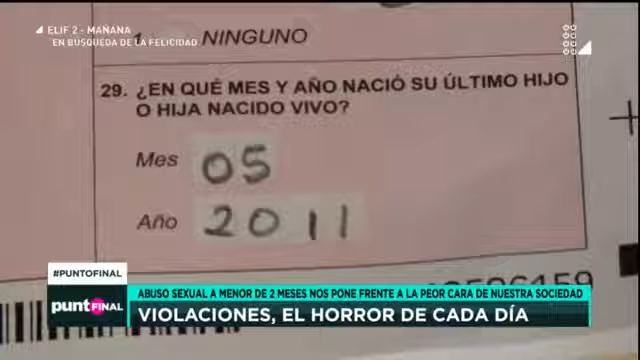 ELIF 2 - MAÑANA
EN BÚSQUEDA DE LA FELICIDAD
NINGUNO
29. ¿EN QUÉ MES Y AÑO NACIÓ SU ÚLTIMO HIJO
O HIJA NACIDO VIVO?
Mes 05
Año 2011
#PUNTOFINAL
ABUSO SEXUAL A MENOR DE 2 MESES NOS PONE FRENTE A LA PEOR CARA DE NUESTRA SOCIEDAD
punto FINAL
VIOLACIONES, EL HORROR DE CADA DÍA